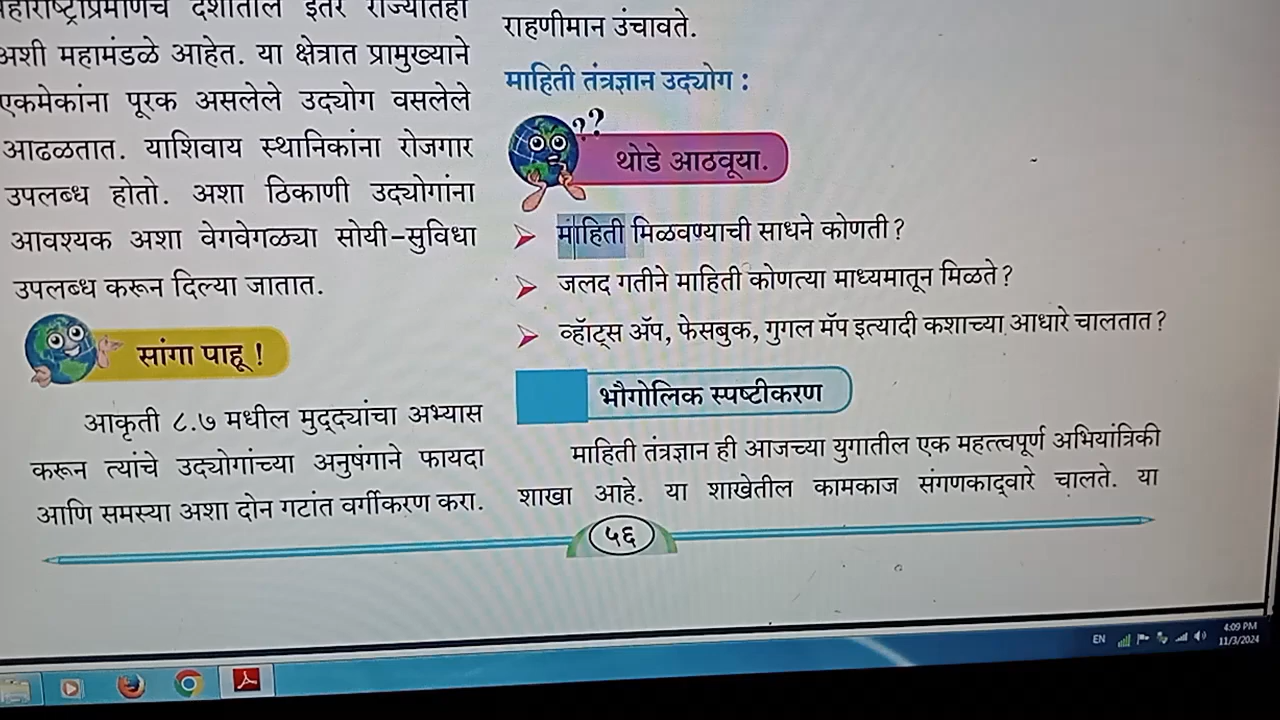 महाराष्ट्राप्रमाणेच देशातील इतर राज्यांतही
अशी महामंडळे आहेत. या क्षेत्रात प्रामुख्याने
एकमेकांना पूरक असलेले उद्योग वसलेले
आढळतात. याशिवाय स्थानिकांना रोजगार
उपलब्ध होतो. अशा ठिकाणी उद्योगांना
आवश्यक अशा वेगवेगळ्या सोयी-सुविधा
उपलब्ध करून दिल्या जातात.
सांगा पाहू !
आकृती ८.७ मधील मुद्द्यांचा अभ्यास
करून त्यांचे उद्योगांच्या अनुषंगाने फायदा
आणि समस्या अशा दोन गटांत वर्गीकरण करा.
राहणीमान उंचावते.
माहिती तंत्रज्ञान उद्योग :
??
थोडे आठवूया.
माहिती मिळवण्याची साधने कोणती ?
जलद गतीने माहिती कोणत्या माध्यमातून मिळते ?
व्हॉट्स ॲप, फेसबुक, गुगल मॅप इत्यादी कशाच्या आधारे चालतात ?
भौगोलिक स्पष्टीकरण
माहिती तंत्रज्ञान ही आजच्या युगातील एक महत्त्वपूर्ण अभियांत्रिकी
शाखा आहे. या शाखेतील कामकाज संगणकाद्वारे चालते. या
५६
EN
4:09 PM
11/3/2024